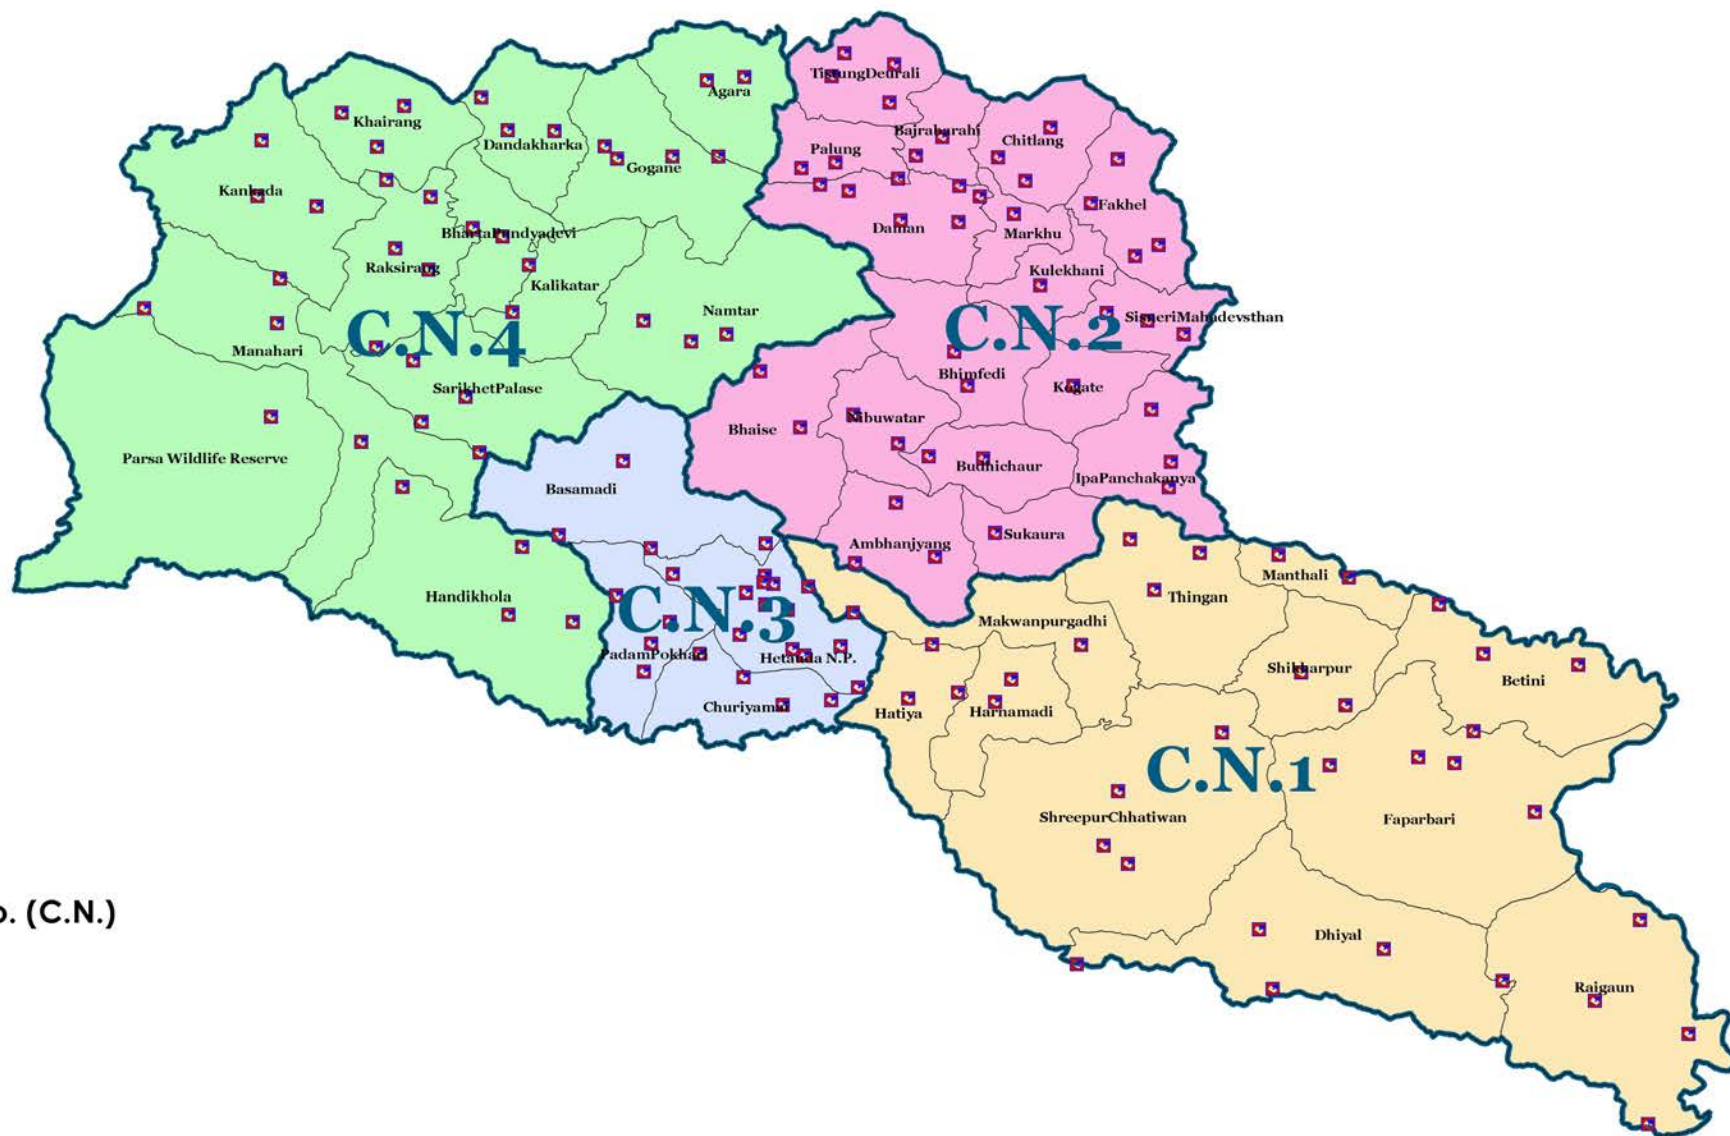 Agara
TistungDeurali
Khairang
Dandakharka
Gogane
Palung
Bajrabarahi
Chitlang
Kankada
Fakhel
BhartaPundyadevi
Daman
Markhu
Raksirang
Kalikatar
Kulekhani
Namtar
SisneriMahadevsthan
C.N.4
C.N.2
Manahari
SarikhetPalase
Bhimfedi
Kogate
Nibuwatar
Bhaise
Parsa Wildlife Reserve
Budhichaur
IpaPanchakanya
Basamadi
Sukaura
Ambhanjyang
Manthali
Thingan
Handikhola
C.N.3
Makwanpurgadhi
PadamPokhari
Hetauda N.P.
Shikharpur
Betini
Churiyamai
Hatiya
Harnamadi
C.N.1
ShreepurChhatiwan
Faparbari
o. (C.N.)
Dhiyal
Raigaun